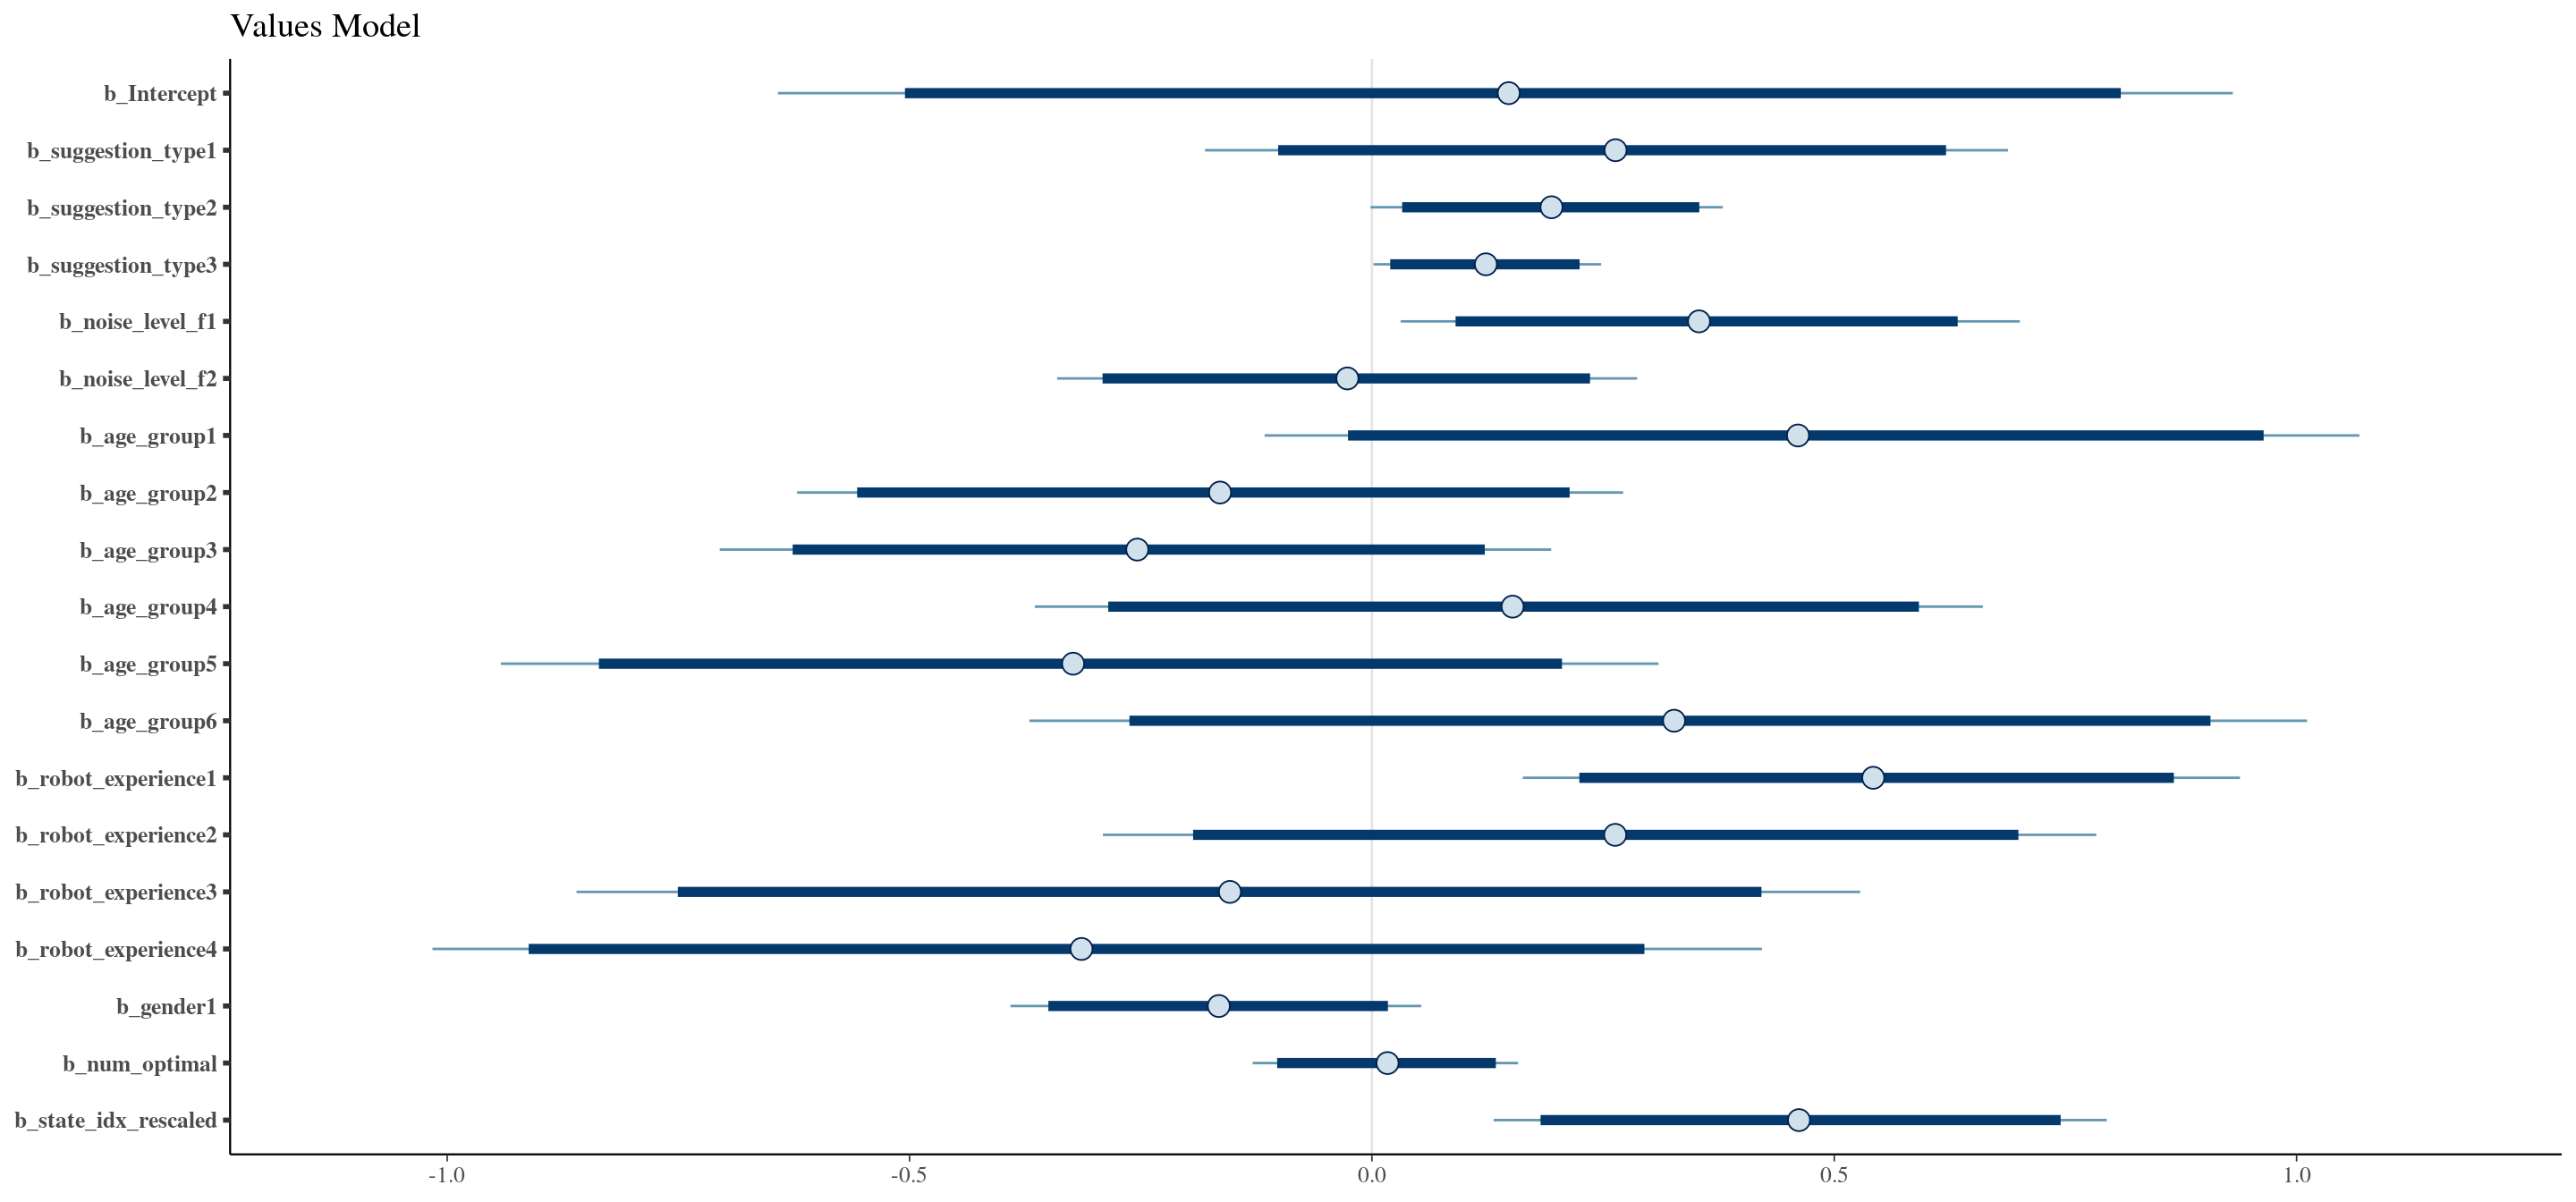 Values Model
b_Intercept
b_suggestion_type1
b_suggestion_type2
b_suggestion_type3
b_noise_level_f1
b_noise_level_f2
b_age_group1
b_age_group2
b_age_group3
b_age_group4
b_age_group5
b_age_group6
b_robot_experience1
b_robot_experience2
b_robot_experience3
b_robot_experience4
b_gender1
b_num_optimal
b_state_idx_rescaled
-1.0 -0.5 0.0 0.5 1.0